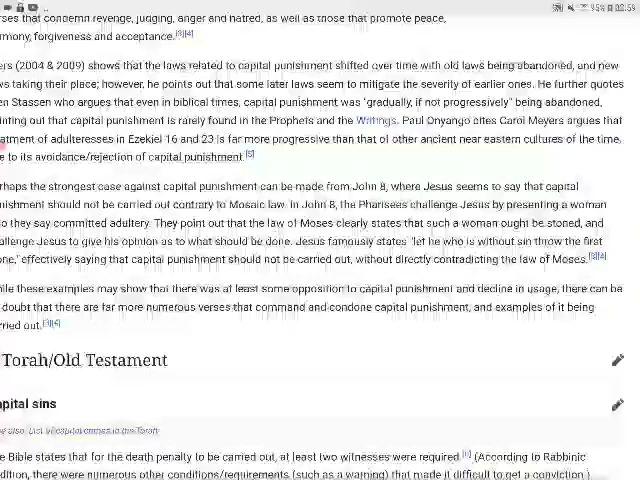 95% 02:59
ses that condemn revenge, judging, anger and hatred, as well as those that promote peace,
mony, forgiveness and acceptance.[3][4]
ers (2004 & 2009) shows that the laws related to capital punishment shifted over time with old laws being abandoned, and new
ws taking their place; however, he points out that some later laws seem to mitigate the severity of earlier ones. He further quotes
en Stassen who argues that even in biblical times, capital punishment was "gradually, if not progressively" being abandoned,
inting out that capital punishment is rarely found in the Prophets and the Writings. Paul Onyango cites Carol Meyers argues that
atment of adulteresses in Ezekiel 16 and 23 is far more progressive than that of other ancient near eastern cultures of the time,
e to its avoidance/rejection of capital punishment.[5]
rhaps the strongest case against capital punishment can be made from John 8, where Jesus seems to say that capital
nishment should not be carried out contrary to Mosaic law. In John 8, the Pharisees challenge Jesus by presenting a woman
o they say committed adultery. They point out that the law of Moses clearly states that such a woman ought be stoned, and
allenge Jesus to give his opinion as to what should be done. Jesus famously states "let he who is without sin throw the first
one," effectively saying that capital punishment should not be carried out, without directly contradicting the law of Moses.[3][4]
ile these examples may show that there was at least some opposition to capital punishment and decline in usage, there can be
doubt that there are far more numerous verses that command and condone capital punishment, and examples of it being
rried out.[3][4]
Torah/Old Testament
apital sins
e also: List of capital crimes in the Torah
e Bible states that for the death penalty to be carried out, at least two witnesses were required.[6] (According to Rabbinic
dition, there were numerous other conditions/requirements (such as a warning) that made it difficult to get a conviction.)